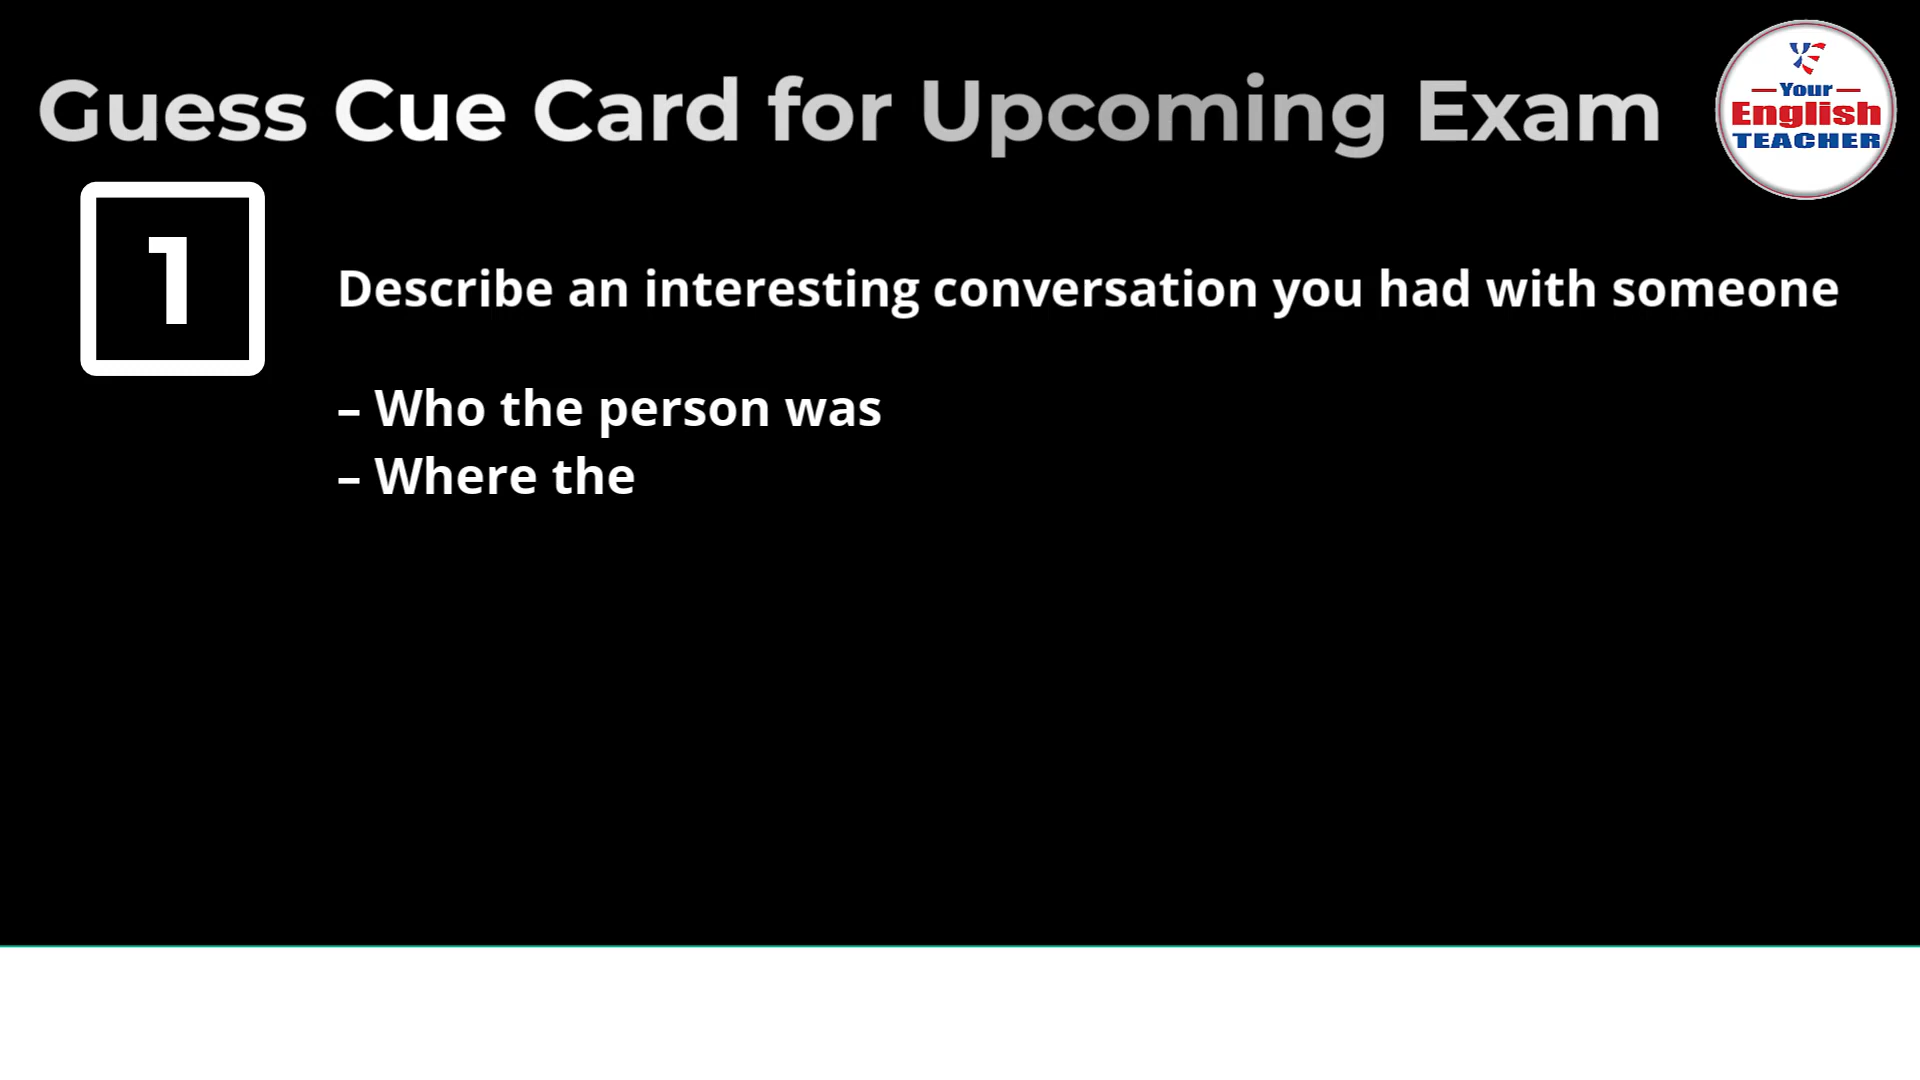 Guess Cue Card for Upcoming Exam
Your
English
TEACHER
1
Describe an interesting conversation you had with someone
– Who the person was
– Where the